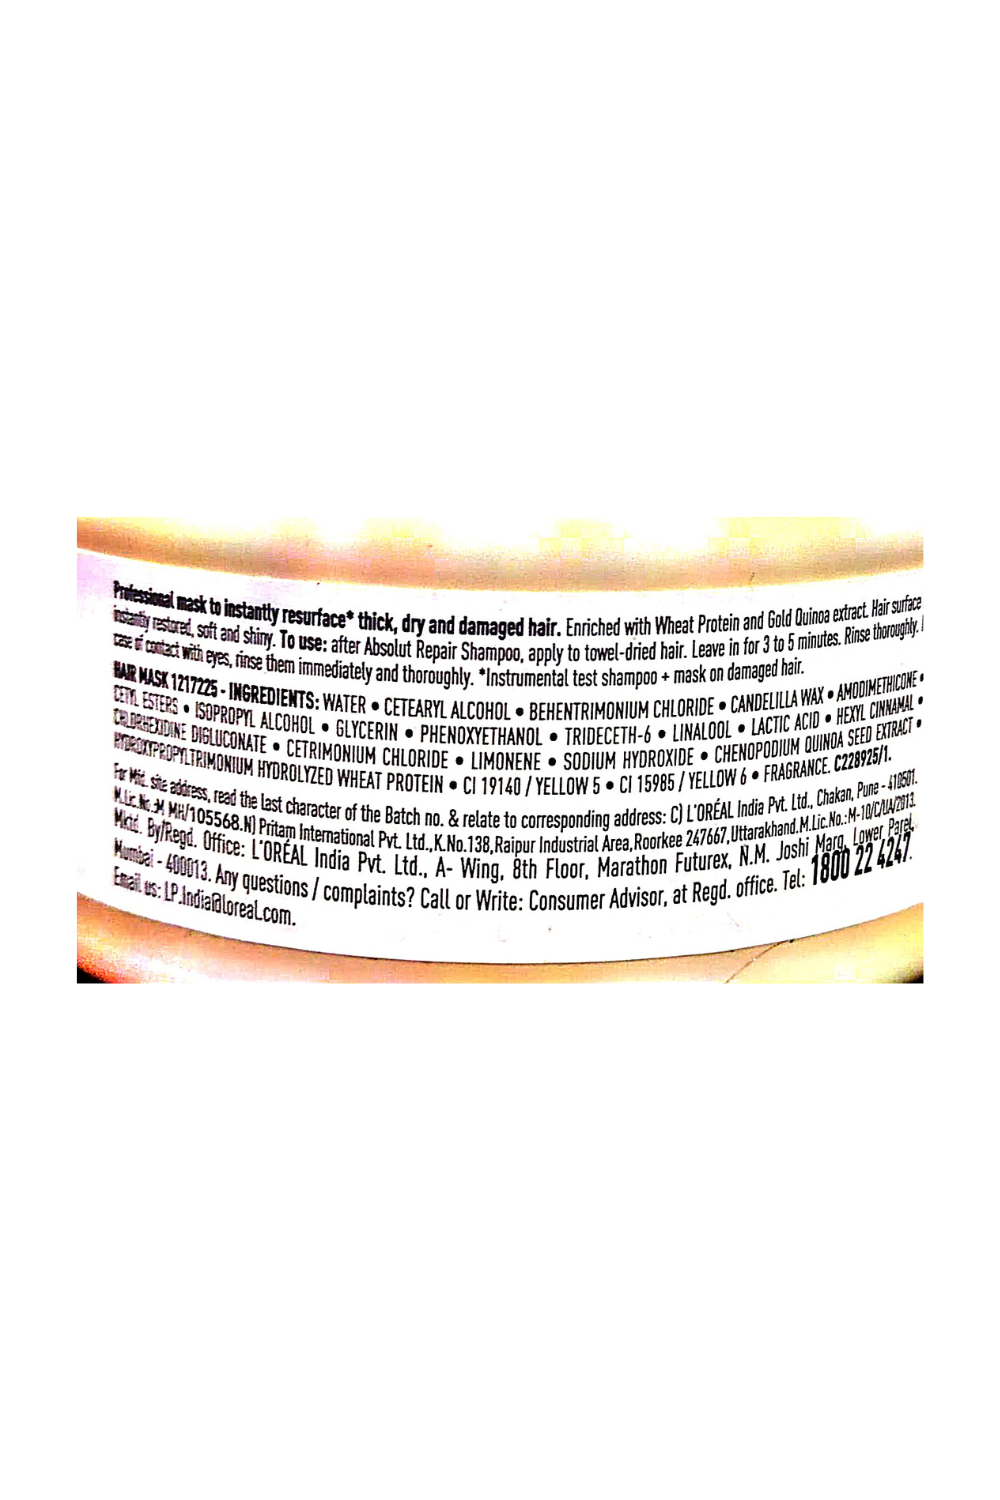 Professional mask to instantly resurface* thick, dry and damaged hair. Enriched with Wheat Protein and Gold Quinoa extract. Hair surface
instantly restored, soft and shiny. To use: after Absolut Repair Shampoo, apply to towel-dried hair. Leave in for 3 to 5 minutes. Rinse thoroughly.
case of contact with eyes, rinse them immediately and thoroughly. *Instrumental test shampoo + mask on damaged hair.
HAIR MASK 1217225 - INGREDIENTS: WATER • CETEARYL ALCOHOL • BEHENTRIMONIUM CHLORIDE • CANDELILLA WAX • AMODIMETHICONE •
CETYL ESTERS • ISOPROPYL ALCOHOL • GLYCERIN • PHENOXYETHANOL • TRIDECETH-6 • LINALOOL • LACTIC ACID • HEXYL CINNAMAL •
CHLORHEXIDINE DIGLUCONATE • CETRIMONIUM CHLORIDE • LIMONENE • SODIUM HYDROXIDE • CHENOPODIUM QUINOA SEED EXTRACT •
HYDROXYPROPYLTRIMONIUM HYDROLYZED WHEAT PROTEIN • CI 19140 / YELLOW 5 • CI 15985 / YELLOW 6 • FRAGRANCE. C228925/1.
For Mfd. site address, read the last character of the Batch no. & relate to corresponding address: C) L'ORÉAL India Pvt. Ltd., Chakan, Pune - 410501.
M.Lic.No.:M MH/105568.N) Pritam International Pvt. Ltd.,K.No.138,Raipur Industrial Area,Roorkee 247667,Uttarakhand.M.Lic.No.:M-10/C/UA/2013.
Mktd. By/Regd. Office: L'ORÉAL India Pvt. Ltd., A- Wing, 8th Floor, Marathon Futurex, N.M. Joshi Marg, Lower Parel,
Mumbai - 400013. Any questions / complaints? Call or Write: Consumer Advisor, at Regd. office. Tel: 1800 22 4247.
Email us: LP.India@loreal.com.